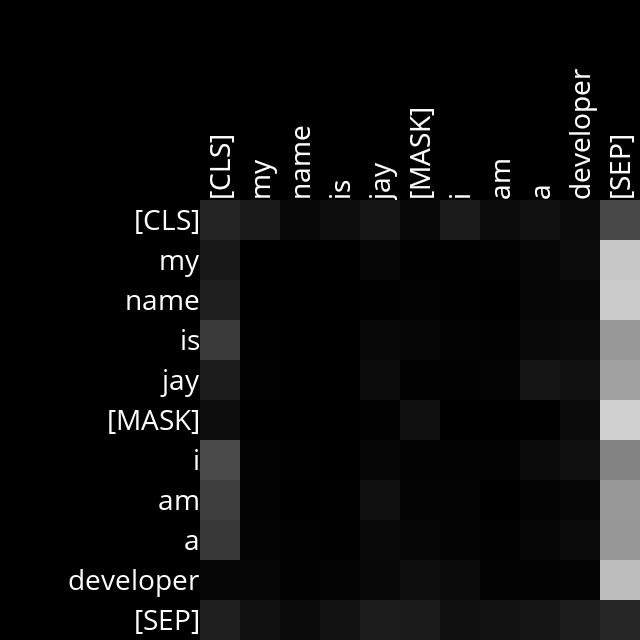 [CLS] my name is jay [MASK] i am a developer [SEP]
[CLS]
my
name
is
jay
[MASK]
i
am
a
developer
[SEP]